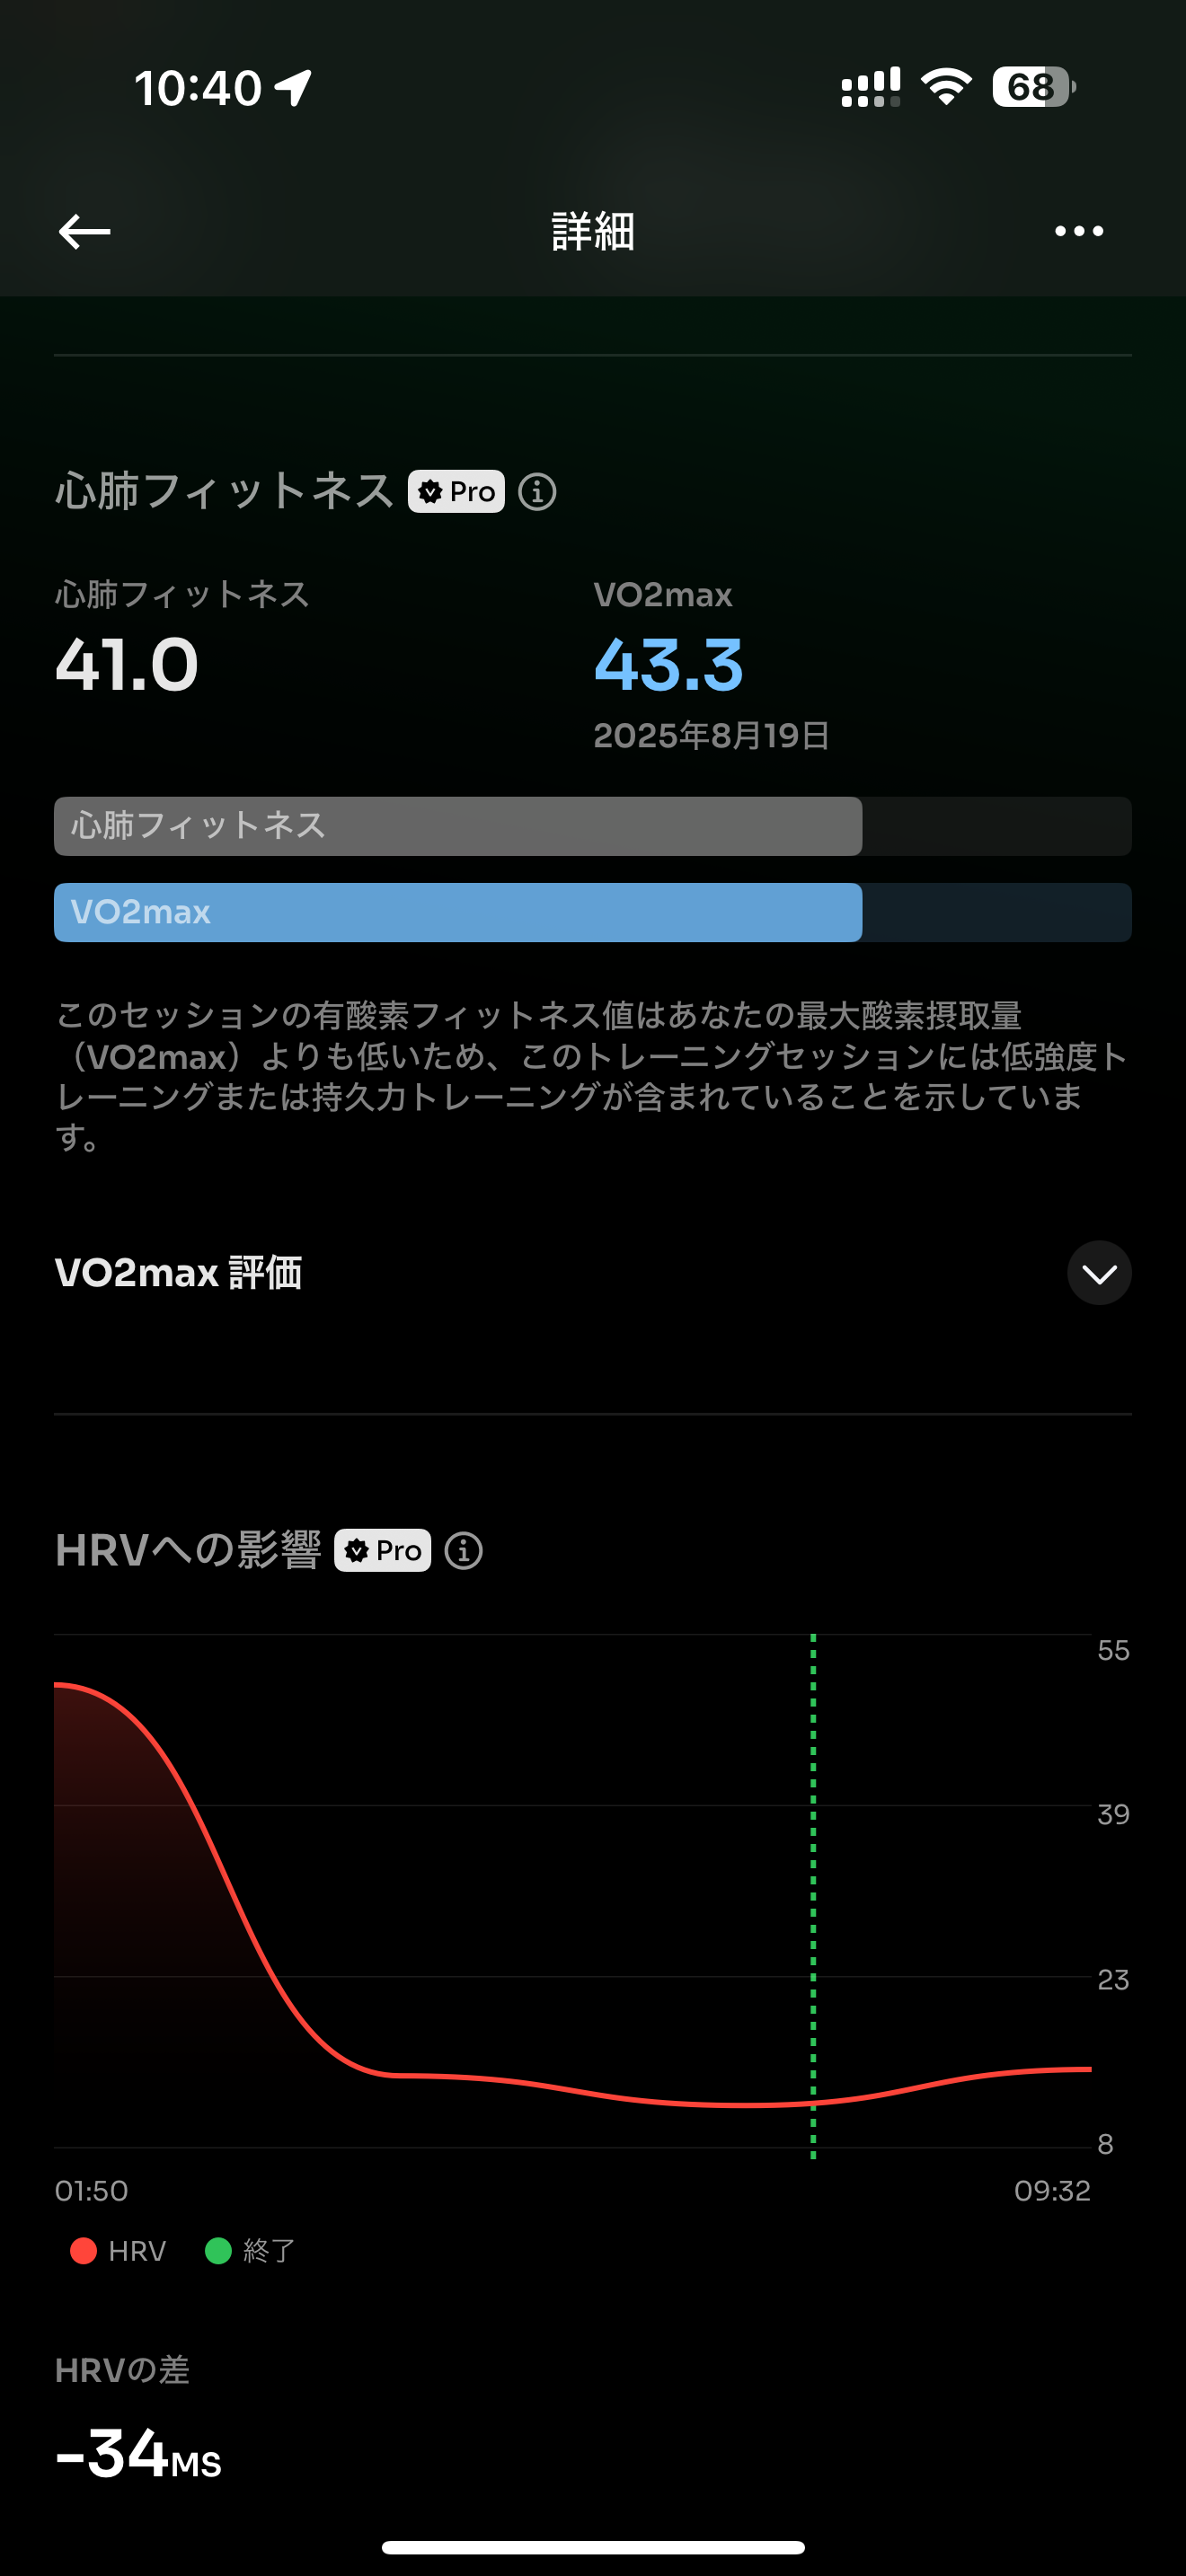 10:40
68
詳細
心肺フィットネス Pro
心肺フィットネス
VO2max
41.0
43.3
2025年8月19日
心肺フィットネス
VO2max
このセッションの有酸素フィットネス値はあなたの最大酸素摂取量
（VO2max）よりも低いため、このトレーニングセッションには低強度ト
レーニングまたは持久力トレーニングが含まれていることを示していま
す。
VO2max 評価
HRVへの影響 Pro
55
39
23
8
01:50
09:32
HRV 終了
HRVの差
-34MS